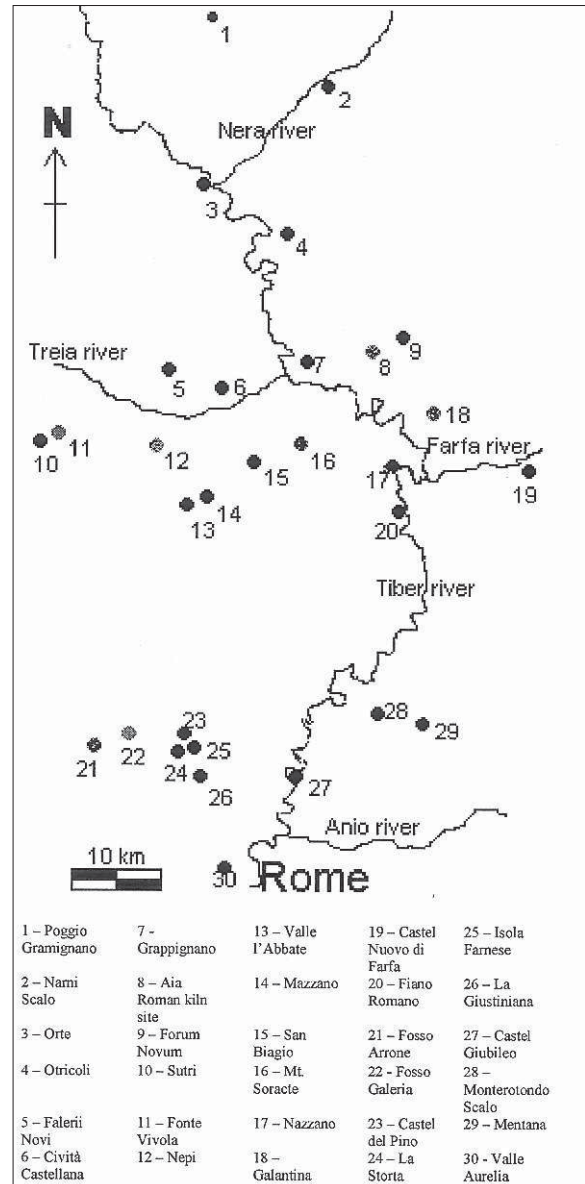 1
2
Nera river
N
3
4
Treia river
5
6
7
8
9
18
10
11
12
15
16
17
Farfa river
19
13
14
20
Tiber river
23
28
29
21
22
24
25
26
27
Anio river
10 km
30
Rome
1 – Poggio
Gramignano
7 -
Grappignano
13 – Valle
l'Abbate
19 – Castel
Nuovo di
Farfa
25 – Isola
Farnese
2 – Narni
Scalo
8 – Aia
Roman kiln
site
14 – Mazzano
20 – Fiano
Romano
26 – La
Giustiniana
3 – Orte
9 – Forum
Novum
15 – San
Biagio
21 – Fosso
Arrone
27 – Castel
Giubileo
4 – Otricoli
10 – Sutri
16 – Mt.
Soracte
22 - Fosso
Galeria
28 –
Monterotondo
Scalo
5 – Falerii
Novi
11 – Fonte
Vivola
17 – Nazzano
23 – Castel
del Pino
29 – Mentana
6 – Cività
Castellana
12 – Nepi
18 –
Galantina
24 – La
Storta
30 - Valle
Aurelia